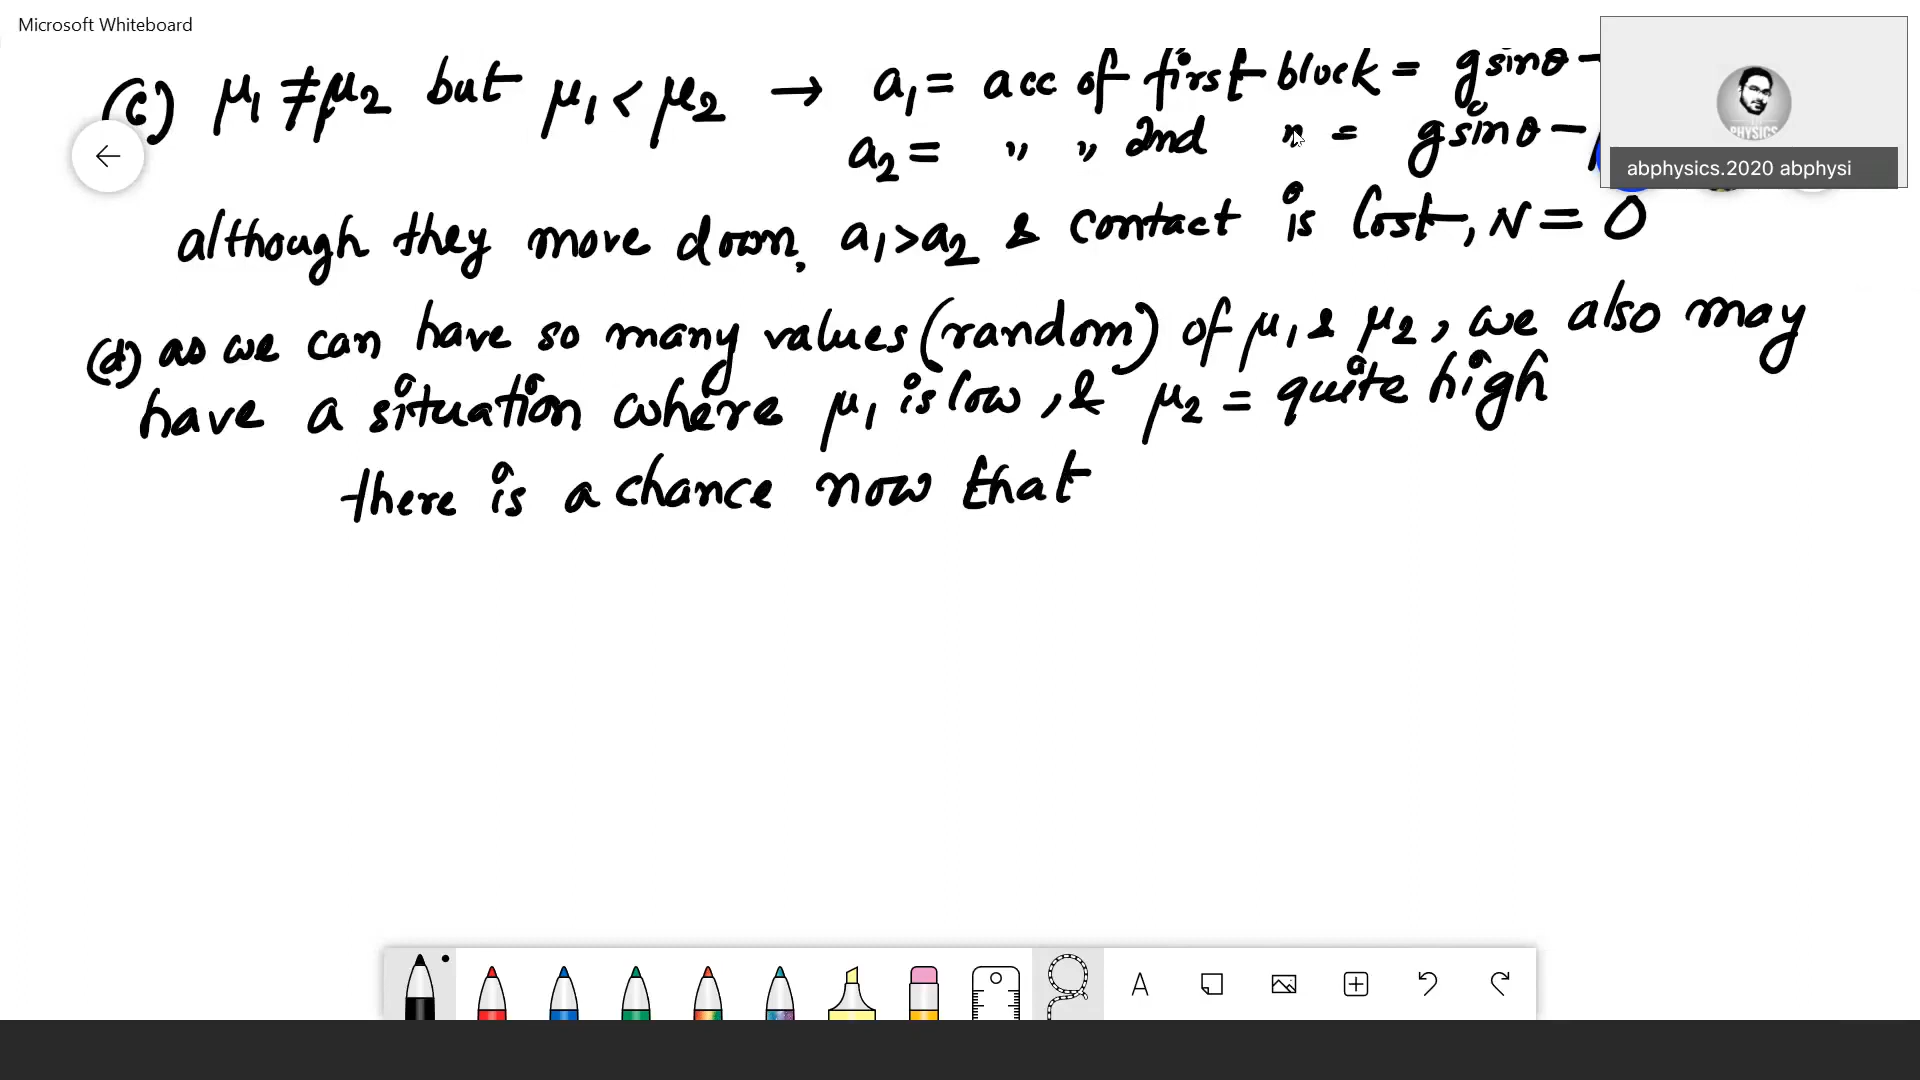 Microsoft Whiteboard
(c) μ1 ≠ μ2 but μ1 < μ2 → a1 = acc of first block = g sinθ -
a2 = " " 2nd " = g sinθ -
abphysics.2020 abphysi
PHYSICS
although they move down, a1 > a2 & contact is lost, N = 0
(d) as we can have so many values (random) of μ1 & μ2, we also may
have a situation where μ1 is low, & μ2 = quite high
there is a chance now that
A